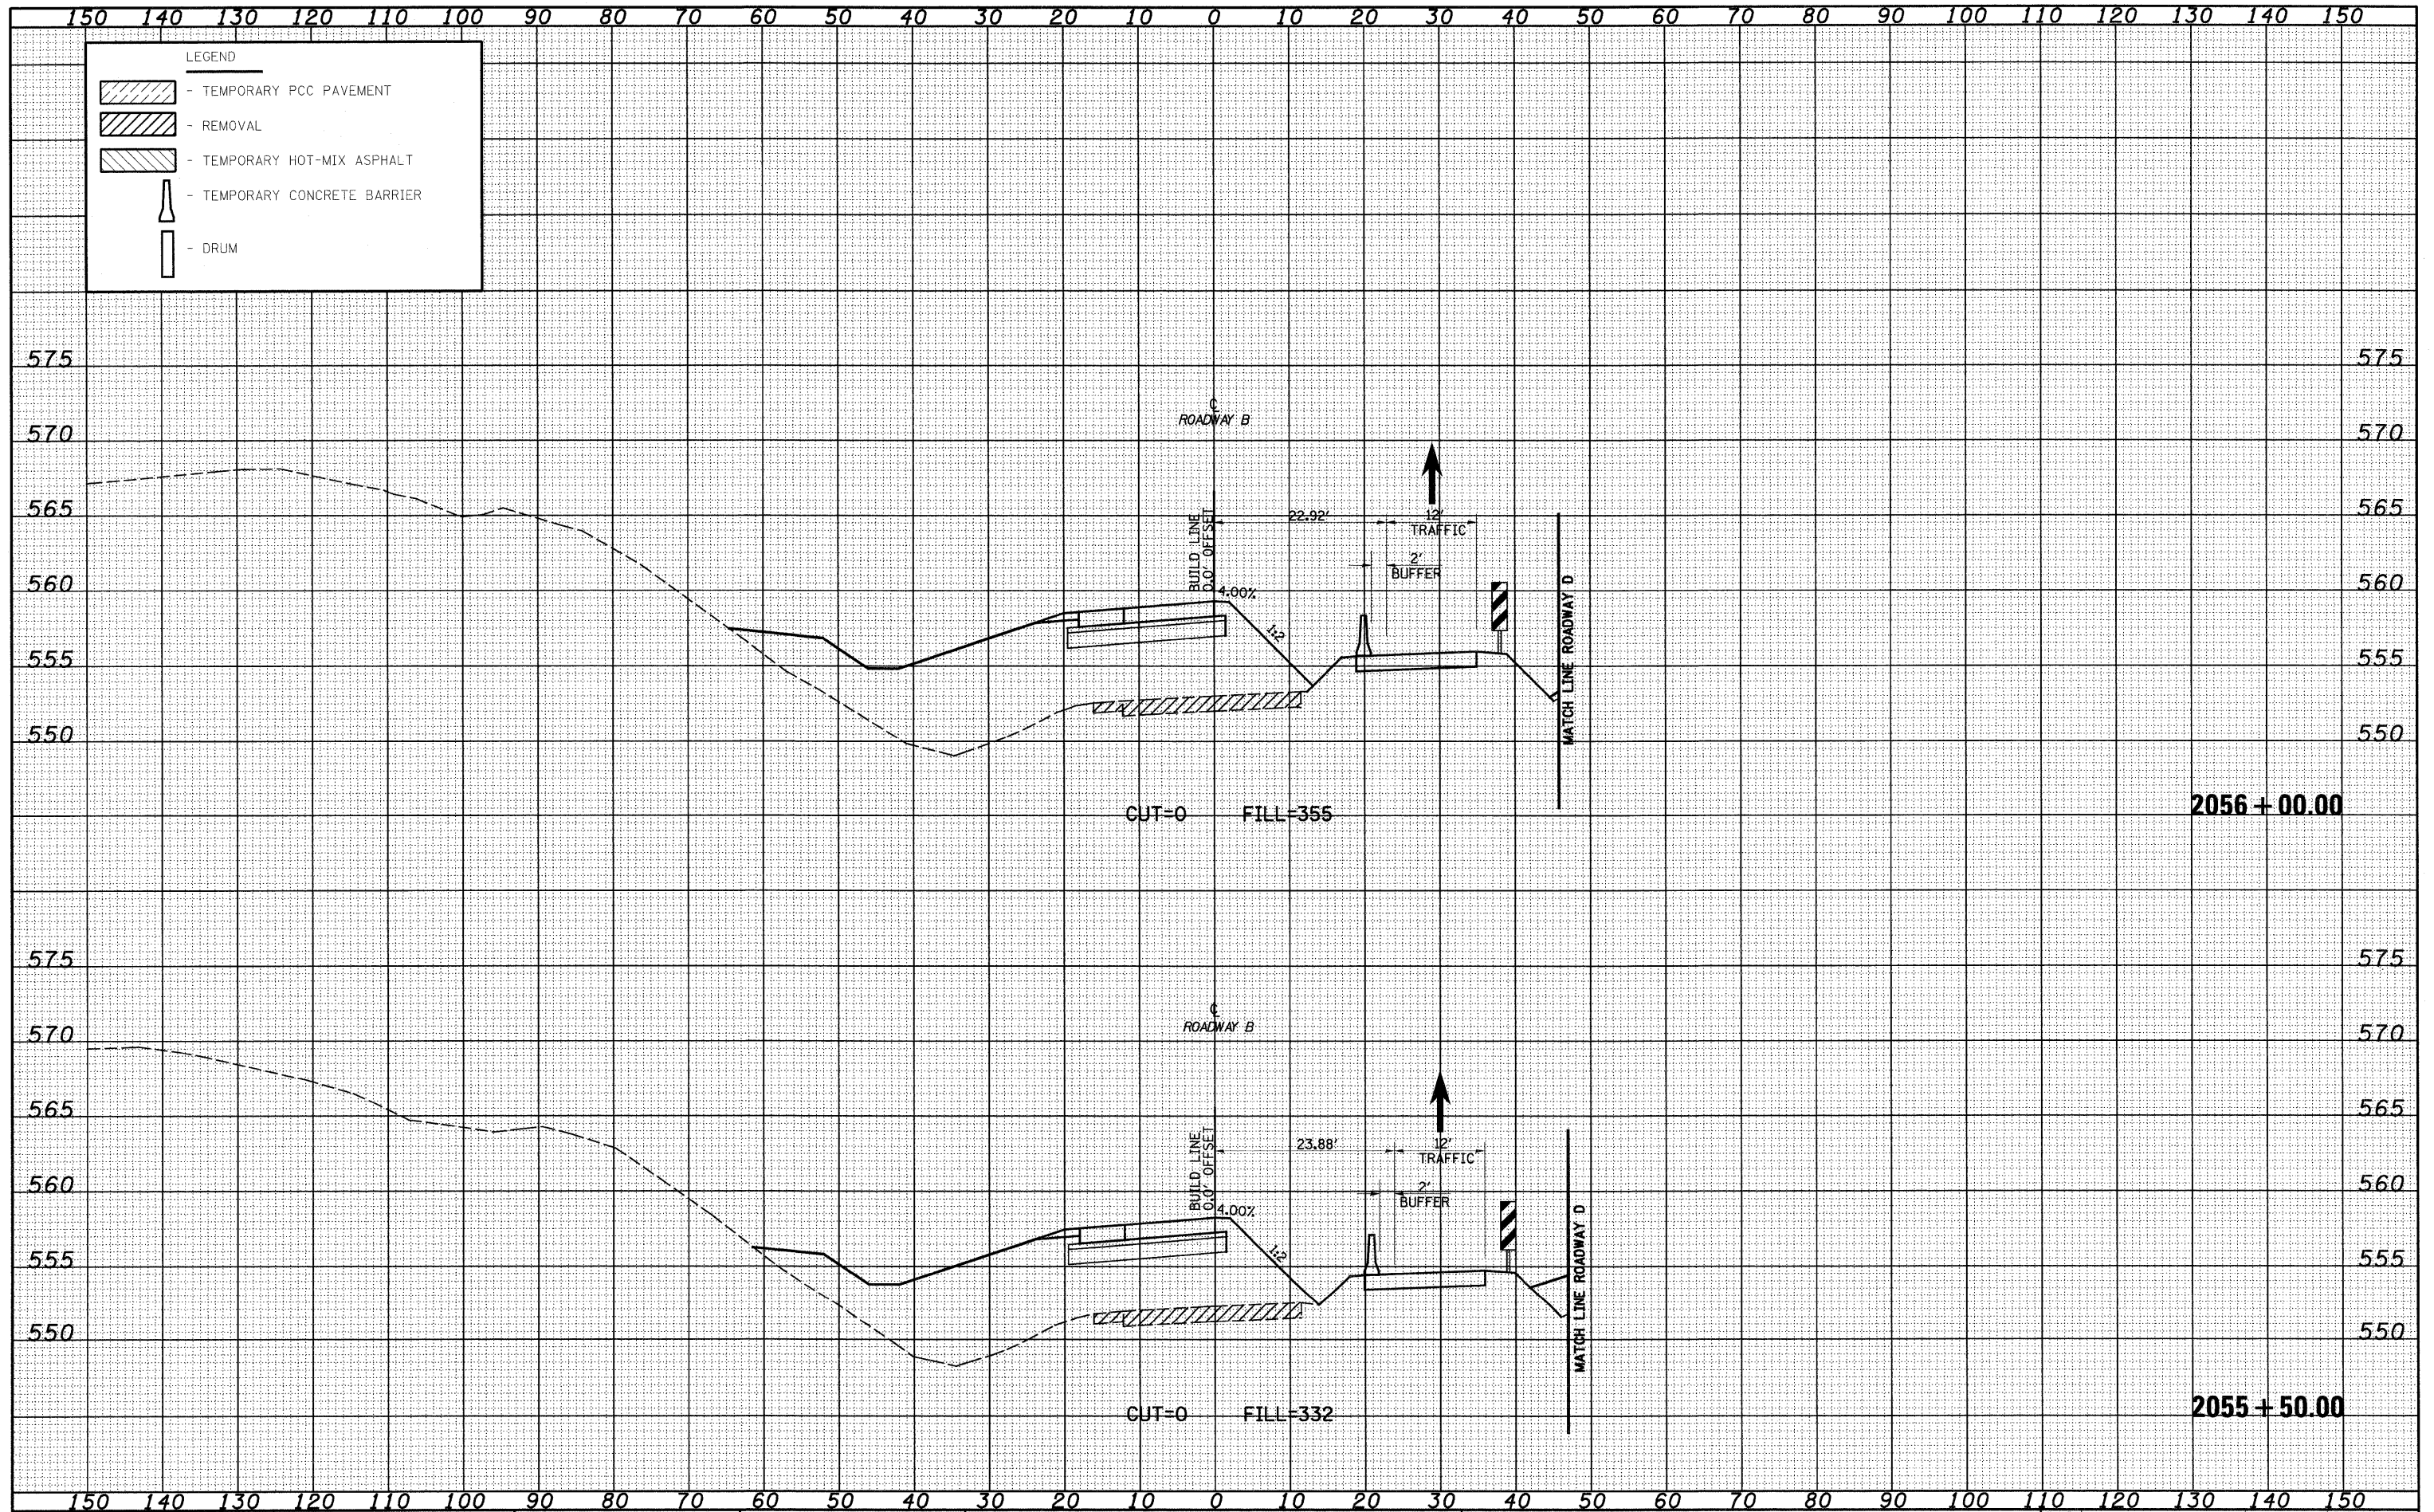 150 140 130 120 110 100 90 80 70 60 50 40 30 20 10 0 10 20 30 40 50 60 70 80 90 100 110 120 130 140 150
LEGEND
- TEMPORARY PCC PAVEMENT
- REMOVAL
- TEMPORARY HOT-MIX ASPHALT
- TEMPORARY CONCRETE BARRIER
- DRUM
575 575
℄
ROADWAY B
570 570
565 565
BUILD LINE
0.0' OFFSET
22.92'
12'
TRAFFIC
2'
BUFFER
560 560
4.00%
1:2
MATCH LINE ROADWAY D
555 555
550 550
CUT=0 FILL=355
2056 + 00.00
575 575
℄
ROADWAY B
570 570
565 565
BUILD LINE
0.0' OFFSET
23.88'
12'
TRAFFIC
2'
BUFFER
560 560
4.00%
1:2
MATCH LINE ROADWAY D
555 555
550 550
CUT=0 FILL=332
2055 + 50.00
150 140 130 120 110 100 90 80 70 60 50 40 30 20 10 0 10 20 30 40 50 60 70 80 90 100 110 120 130 140 150